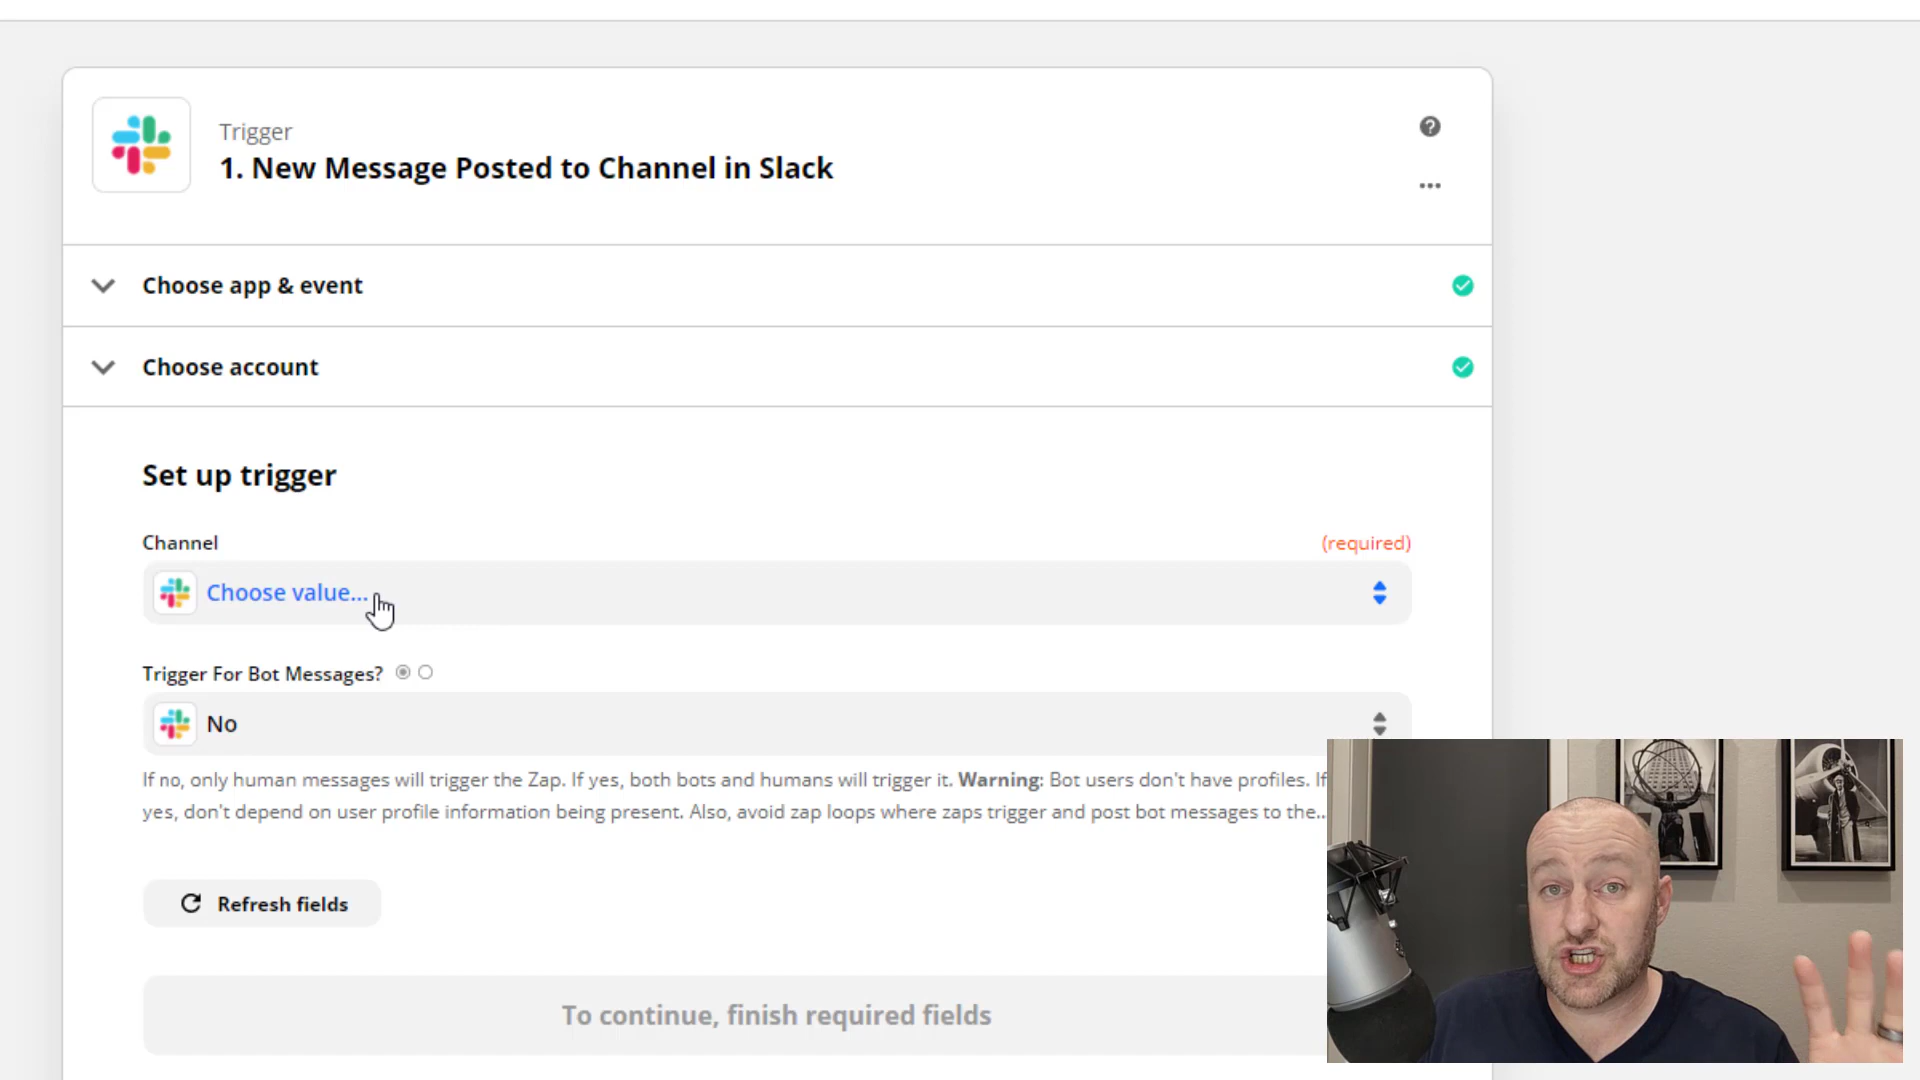 Trigger
1. New Message Posted to Channel in Slack
Choose app & event
Choose account
Set up trigger
Channel
(required)
Choose value...
Trigger For Bot Messages?
No
If no, only human messages will trigger the Zap. If yes, both bots and humans will trigger it. Warning: Bot users don't have profiles. If
yes, don't depend on user profile information being present. Also, avoid zap loops where zaps trigger and post bot messages to the...
Refresh fields
To continue, finish required fields